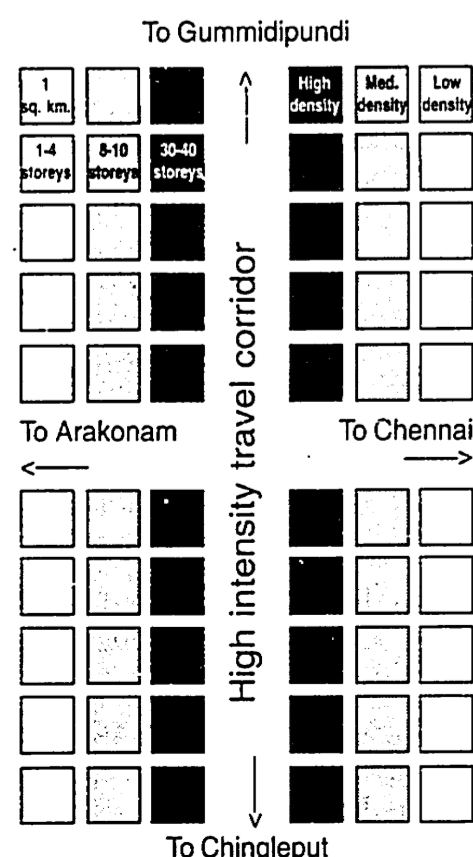 To Gummidipundi
1
sq. km.
High
density
Med.
density
Low
density
1-4
storeys
8-10
storeys
30-40
storeys
High intensity travel corridor
To Arakonam
To Chennai
To Chingleput